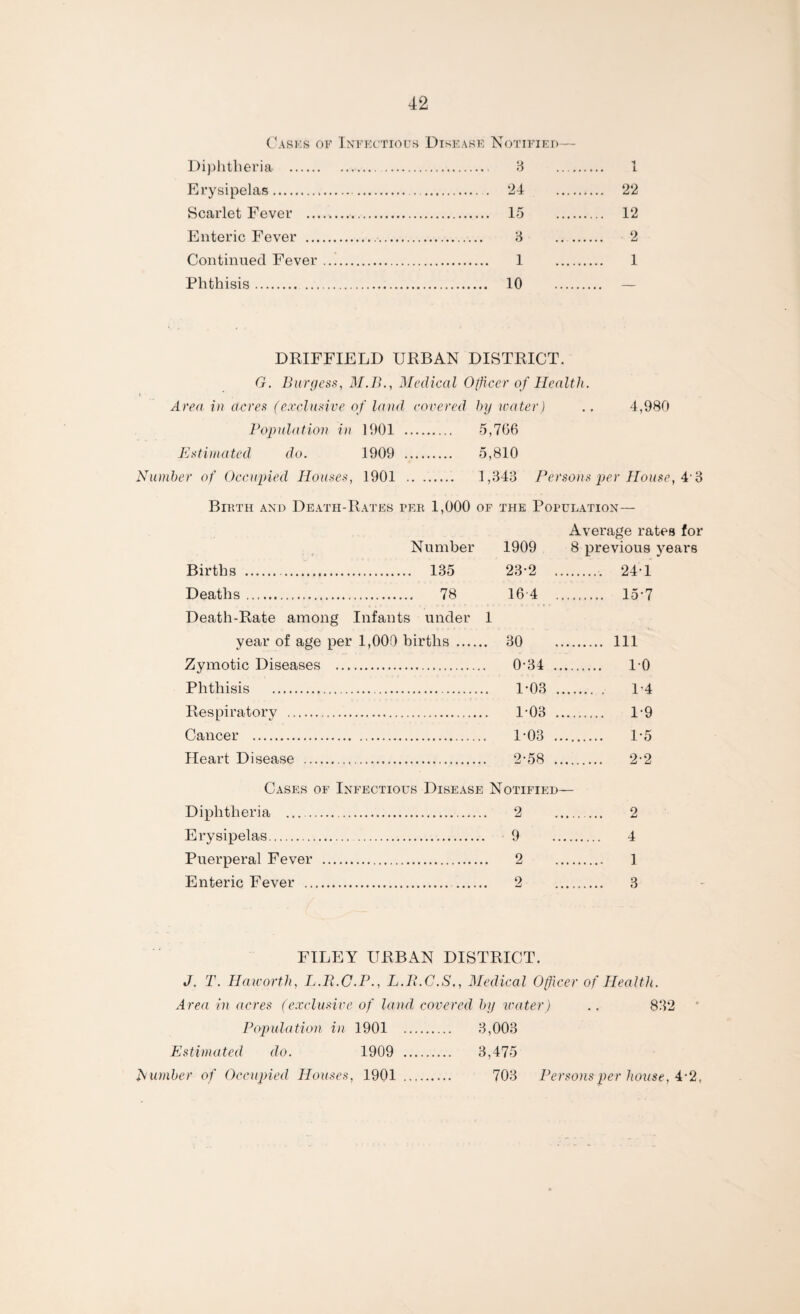 42
Cases of Infectious Disease Notified—
Diphtheria ...... 3 ...... 1
Erysipelas ...... 24 ...... 22
Scarlet Fever ...... 15 ...... 12
Enteric Fever ...... 3 ...... 2
Continued Fever ...... 1 ...... 1
Phthisis ...... 10 ...... —
DRIFFIELD URBAN DISTRICT.
G. Burgess, M.B., Medical Officer of Health.
Area in acres (exclusive of land covered by water) .. 4,980
Population in 1901 ...... 5,766
Estimated do. 1909 ...... 5,810
Number of Occupied Houses, 1901 ...... 1,343 Persons per House, 4·3
Birth and Death-Rates per 1,000 of the Population—
Average rates for
Number 1909 8 previous years
Births ...... 135 23·2 ...... 24·1
Deaths ...... 78 16·4 ...... 15·7
Death-Rate among Infants under 1
year of age per 1,000 births ...... 30 ...... 111
Zymotic Diseases ...... 0·34 ...... 1·0
Phthisis ...... 1·03 ...... 1·4
Respiratory ...... 1·03 ...... 1·9
Cancer ...... 1·03 ...... 1·5
Heart Disease ...... 2·58 ...... 2·2
Cases of Infectious Disease Notified—
Diphtheria ...... 2 ...... 2
Erysipelas ...... 9 ...... 4
Puerperal Fever ...... 2 ...... 1
Enteric Fever ...... 2 ...... 3
FILEY URBAN DISTRICT.
J. T. Haworth, L.R.C.P., L.R.C.S., Medical Officer of Health.
Area in acres (exclusive of land covered by water) .. 832
Population in 1901 ...... 3,003
Estimated do. 1909 ...... 3,475
Number of Occupied Houses, 1901 ...... 703 Persons per house, 4·2,